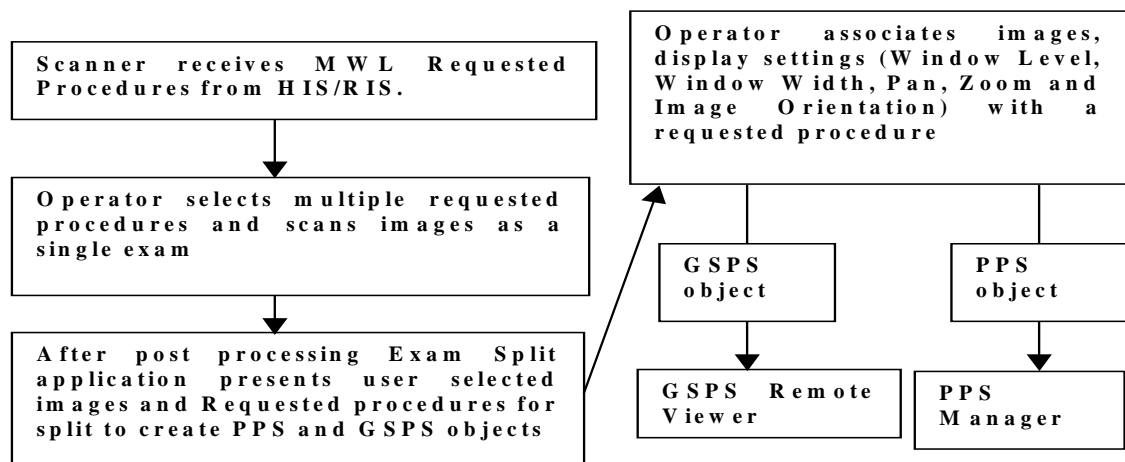 Scanner receives MWL Requested
Procedures from HIS/RIS.
Operator selects multiple requested
procedures and scans images as a
single exam
After post processing Exam Split
application presents user selected
images and Requested procedures for
split to create PPS and GSPS objects
Operator associates images,
display settings (Window Level,
Window Width, Pan, Zoom and
Image Orientation) with a
requested procedure
GSPS
object
PPS
object
GSPS Remote
Viewer
PPS
Manager